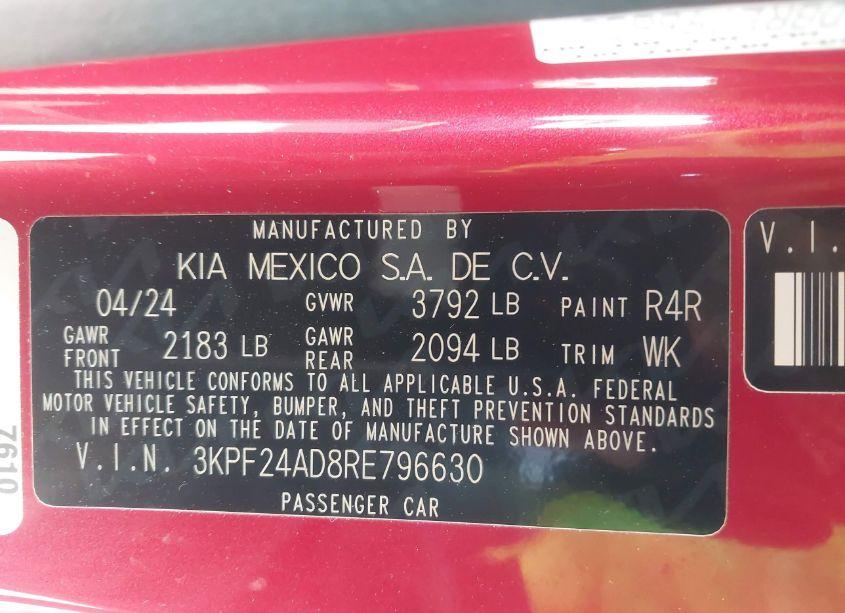 MANUFACTURED BY
KIA MEXICO S.A. DE C.V.
04/24 GVWR 3792 LB PAINT R4R
GAWR FRONT 2183 LB GAWR REAR 2094 LB TRIM WK
THIS VEHICLE CONFORMS TO ALL APPLICABLE U.S.A. FEDERAL
MOTOR VEHICLE SAFETY, BUMPER, AND THEFT PREVENTION STANDARDS
IN EFFECT ON THE DATE OF MANUFACTURE SHOWN ABOVE.
V.I.N. 3KPF24AD8RE796630
PASSENGER CAR
V.I.
7610